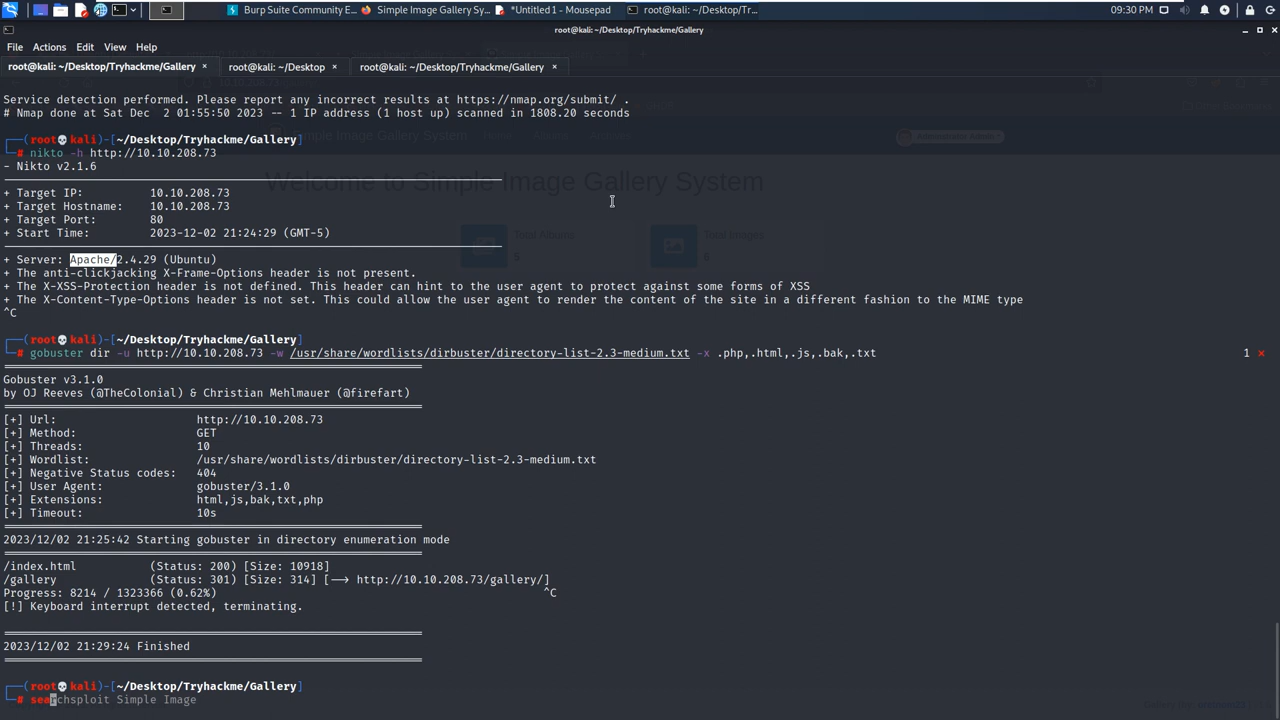 Burp Suite Community E... Simple Image Gallery Sy... *Untitled 1 - Mousepad root@kali: ~/Desktop/Tr... 09:30 PM
root@kali: ~/Desktop/Tryhackme/Gallery
File Actions Edit View Help
root@kali: ~/Desktop/Tryhackme/Gallery × root@kali: ~/Desktop × root@kali: ~/Desktop/Tryhackme/Gallery ×
Service detection performed. Please report any incorrect results at https://nmap.org/submit/ .
# Nmap done at Sat Dec  2 01:55:50 2023 -- 1 IP address (1 host up) scanned in 1808.20 seconds
┌──(root💀kali)-[~/Desktop/Tryhackme/Gallery]
└─# nikto -h http://10.10.208.73
- Nikto v2.1.6
+ Target IP: 10.10.208.73
Welcome to Simple Image Gallery System
+ Target Hostname: 10.10.208.73
+ Target Port: 80
+ Start Time: 2023-12-02 21:24:29 (GMT-5)
Total Albums
Total Images
+ Server: Apache/2.4.29 (Ubuntu)
+ The anti-clickjacking X-Frame-Options header is not present.
+ The X-XSS-Protection header is not defined. This header can hint to the user agent to protect against some forms of XSS
+ The X-Content-Type-Options header is not set. This could allow the user agent to render the content of the site in a different fashion to the MIME type
^C
┌──(root💀kali)-[~/Desktop/Tryhackme/Gallery]
└─# gobuster dir -u http://10.10.208.73 -w /usr/share/wordlists/dirbuster/directory-list-2.3-medium.txt -x .php,.html,.js,.bak,.txt 1 ✗
Gobuster v3.1.0
by OJ Reeves (@TheColonial) & Christian Mehlmauer (@firefart)
[+] Url: http://10.10.208.73
[+] Method: GET
[+] Threads: 10
[+] Wordlist: /usr/share/wordlists/dirbuster/directory-list-2.3-medium.txt
[+] Negative Status codes: 404
[+] User Agent: gobuster/3.1.0
[+] Extensions: html,js,bak,txt,php
[+] Timeout: 10s
2023/12/02 21:25:42 Starting gobuster in directory enumeration mode
/index.html (Status: 200) [Size: 10918]
/gallery (Status: 301) [Size: 314] [--> http://10.10.208.73/gallery/]
Progress: 8214 / 1323366 (0.62%) ^C
[!] Keyboard interrupt detected, terminating.
2023/12/02 21:29:24 Finished
┌──(root💀kali)-[~/Desktop/Tryhackme/Gallery]
└─# searchsploit Simple Image